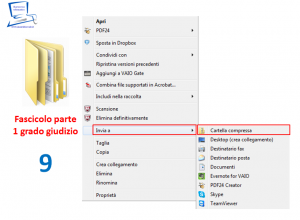 Fascicolo parte
1 grado giudizio
9
Apri
PDF24
Sposta in Dropbox
Condividi con
Ripristina versioni precedenti
Aggiungi a VAIO Gate
Combine file supportati in Acrobat...
Includi nella raccolta
Scansione
Elimina definitivamente
Invia a
Taglia
Copia
Crea collegamento
Elimina
Rinomina
Proprietà
Cartella compressa
Desktop (crea collegamento)
Destinatario fax
Destinatario posta
Documenti
Evernote for VAIO
PDF24 Creator
Skype
TeamViewer